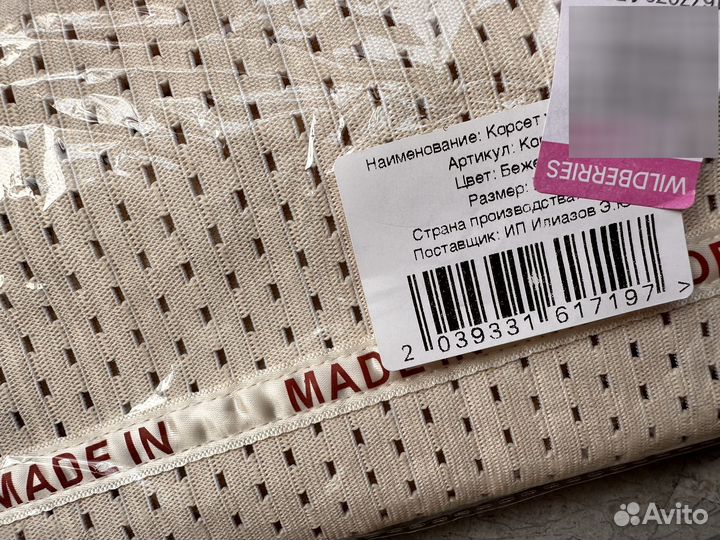 Наименование: Корсет
Артикул:
Цвет:
Размер:
Страна производства:
Поставщик: ИП Илиазов Э.
2 039331 617197 >
WILDBERRIES
MADE IN
MADE
MADE IN
Avito